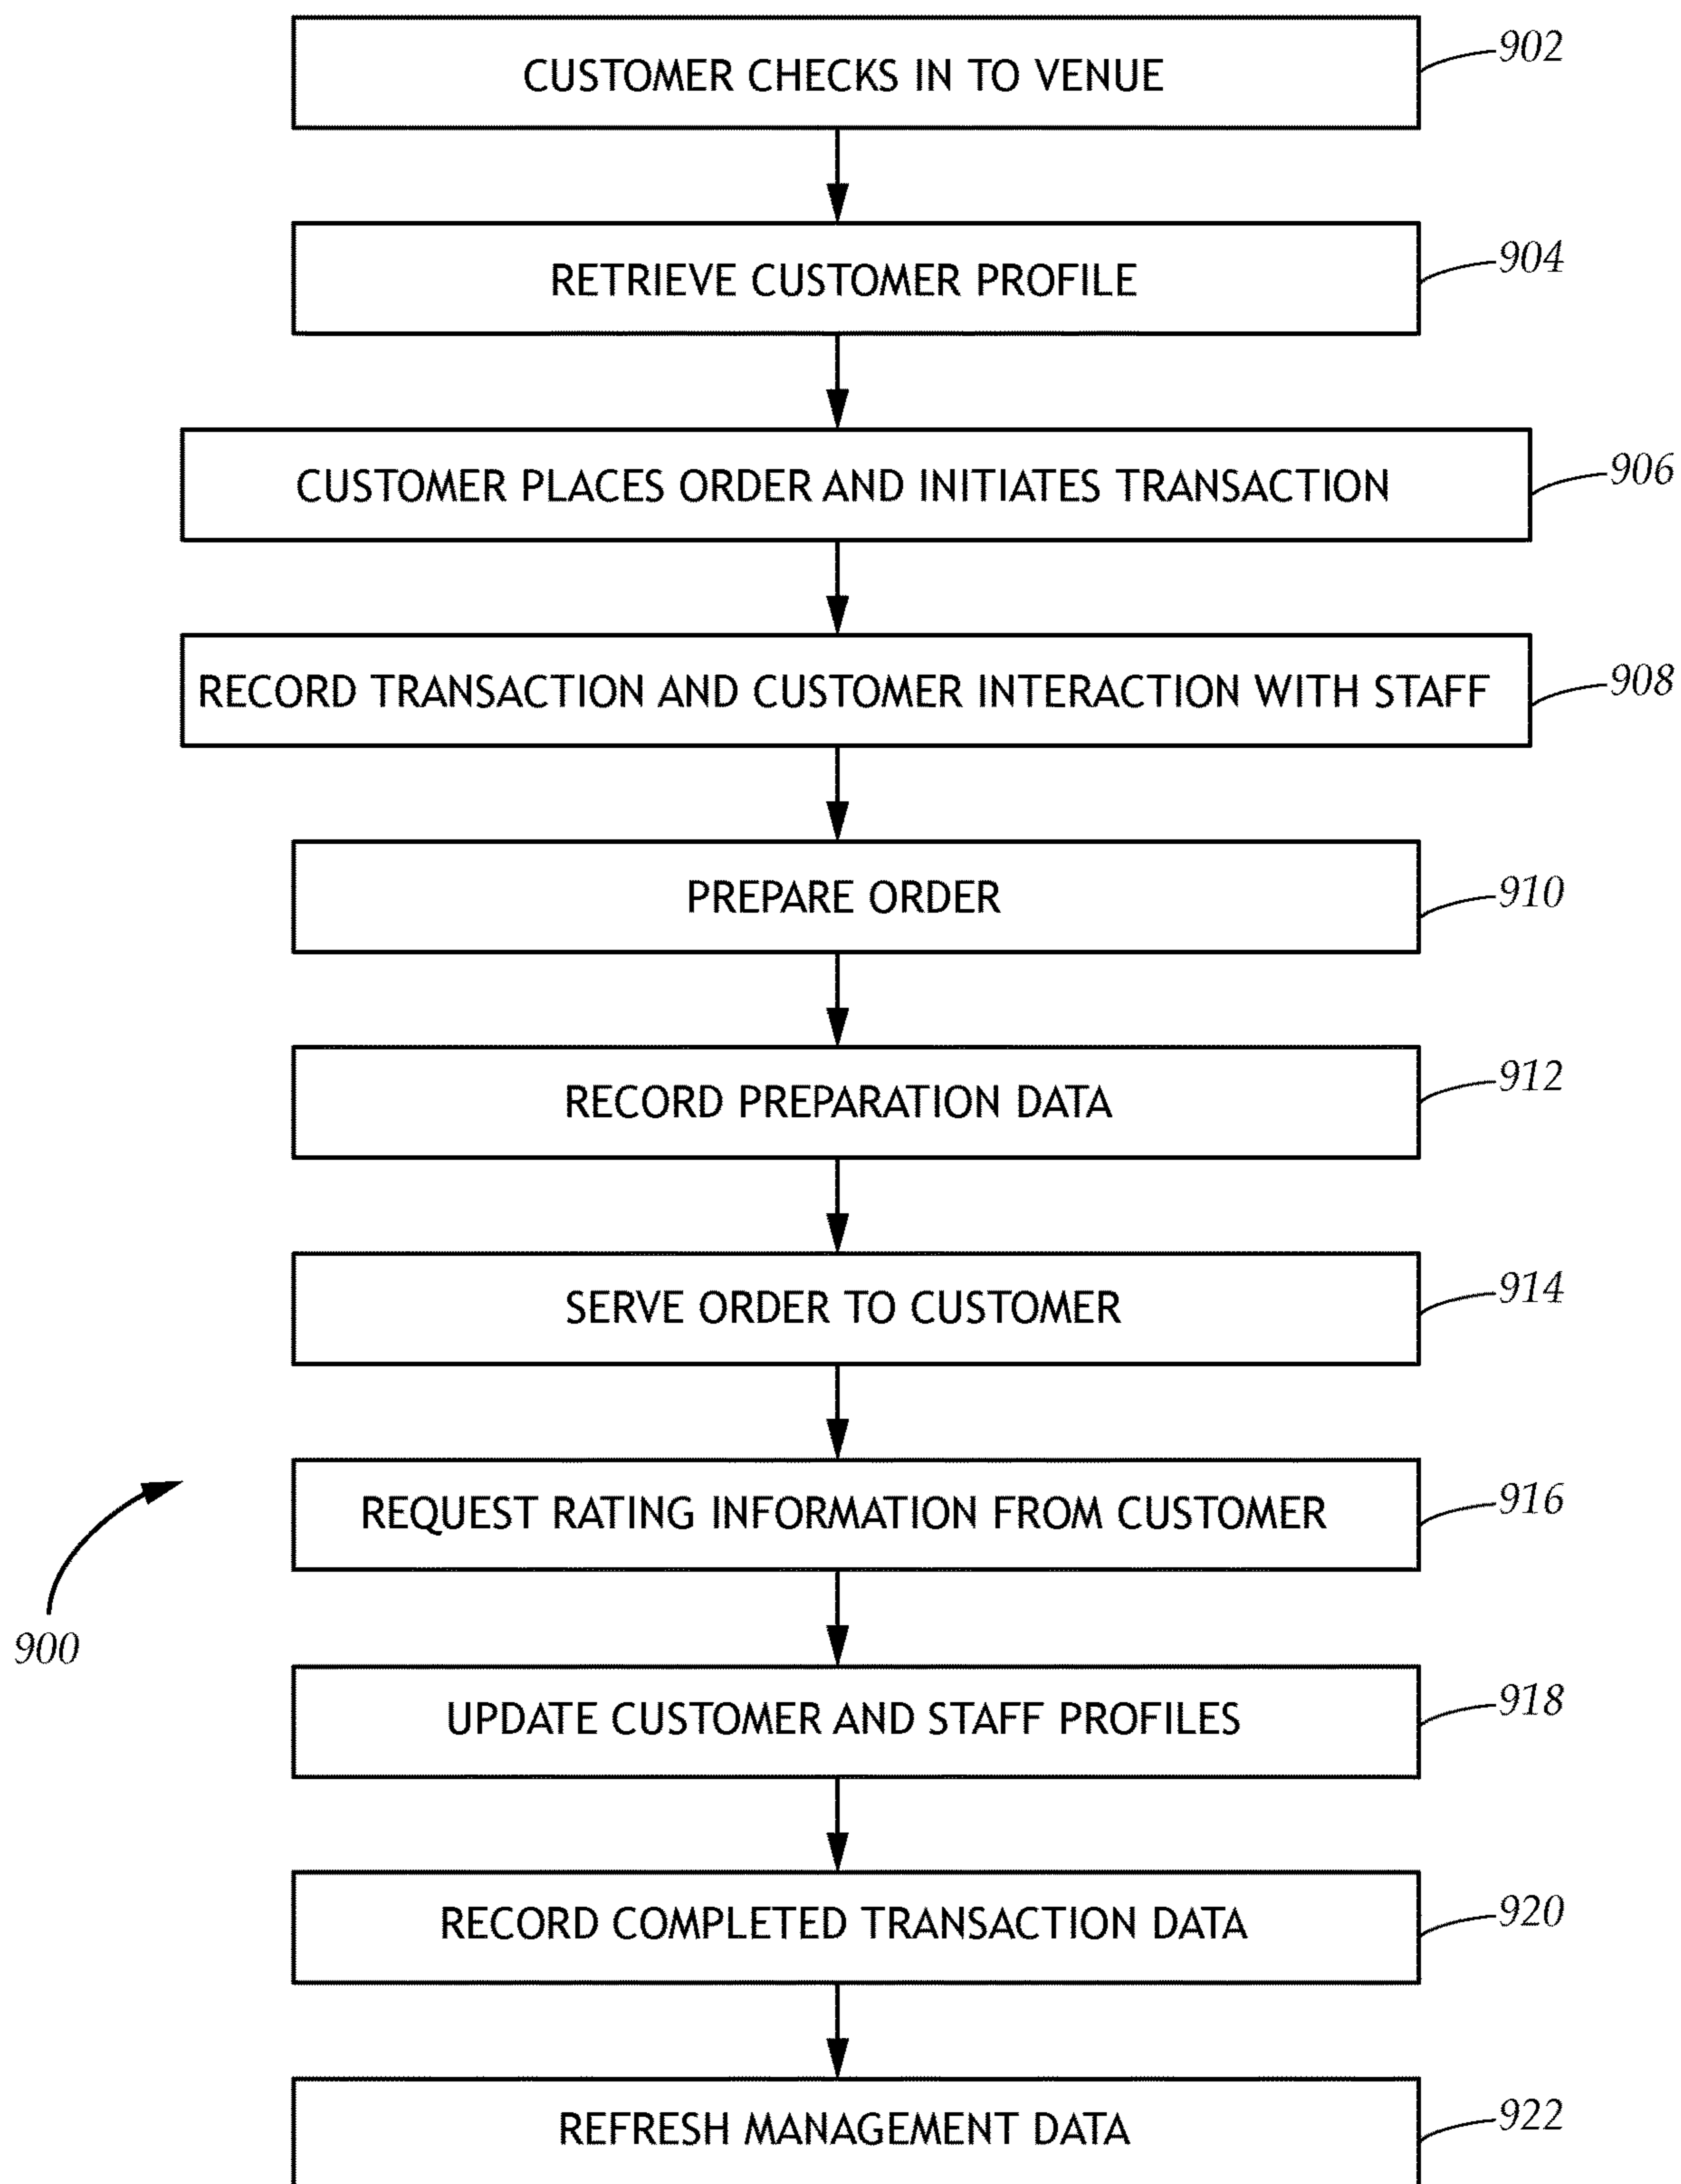 CUSTOMER CHECKS IN TO VENUE
902
RETRIEVE CUSTOMER PROFILE
904
CUSTOMER PLACES ORDER AND INITIATES TRANSACTION
906
RECORD TRANSACTION AND CUSTOMER INTERACTION WITH STAFF
908
PREPARE ORDER
910
RECORD PREPARATION DATA
912
SERVE ORDER TO CUSTOMER
914
REQUEST RATING INFORMATION FROM CUSTOMER
916
900
UPDATE CUSTOMER AND STAFF PROFILES
918
RECORD COMPLETED TRANSACTION DATA
920
REFRESH MANAGEMENT DATA
922